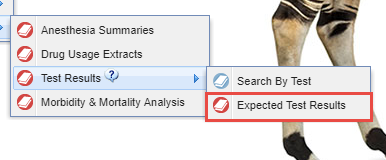 Anesthesia Summaries
Drug Usage Extracts
Test Results ?
Morbidity & Mortality Analysis
Search By Test
Expected Test Results